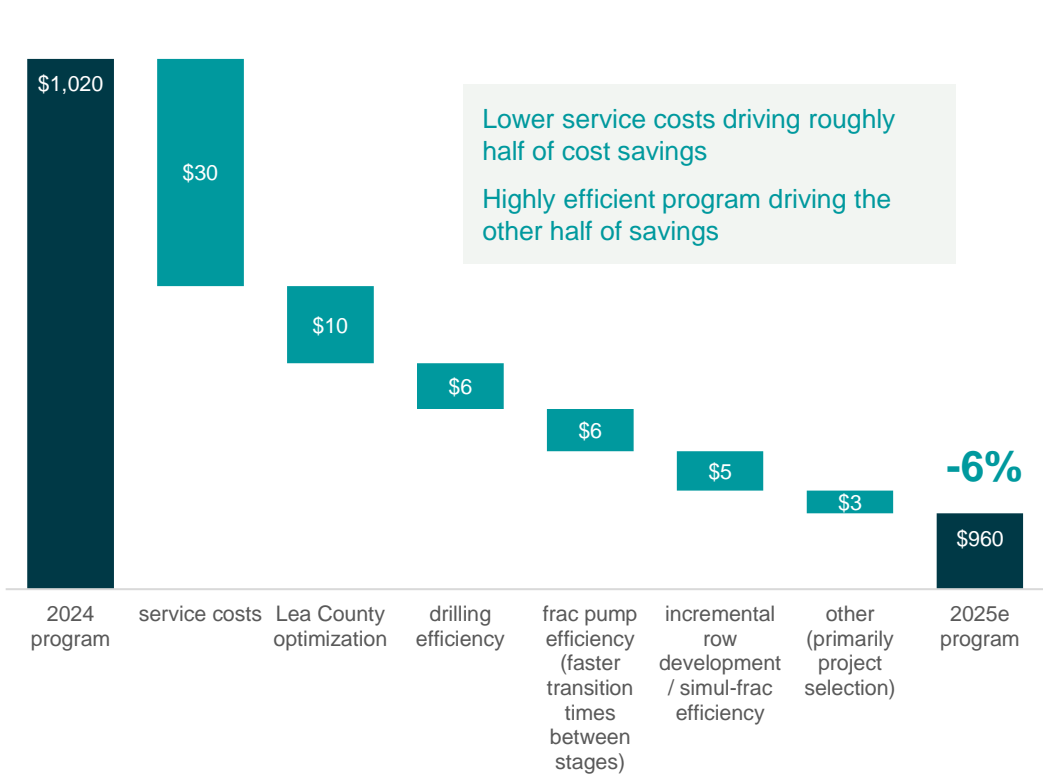 $1,020
$30
$10
$6
$6
$5
$3
$960
-6%
Lower service costs driving roughly
half of cost savings
Highly efficient program driving the
other half of savings
2024
program
service costs
Lea County
optimization
drilling
efficiency
frac pump
efficiency
(faster
transition
times
between
stages)
incremental
row
development
/ simul-frac
efficiency
other
(primarily
project
selection)
2025e
program